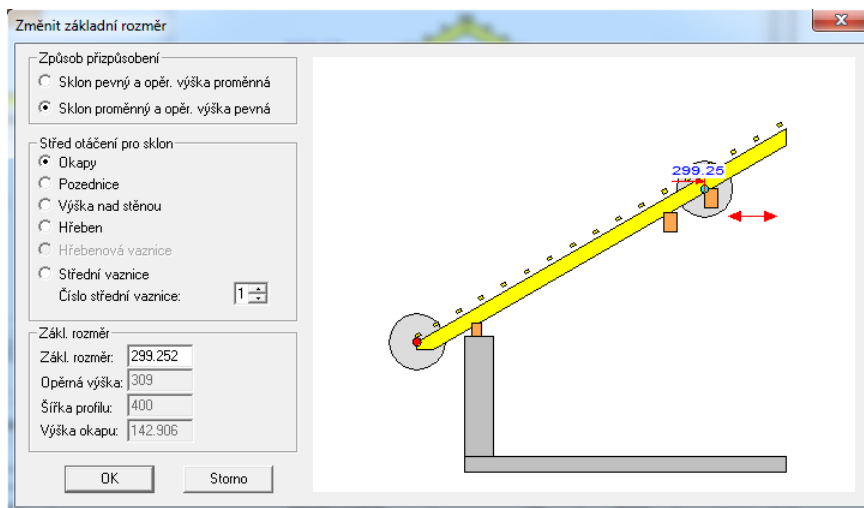 Změnit základní rozměr
x
Způsob přizpůsobení
Sklon pevný a opěr. výška proměnná
Sklon proměnný a opěr. výška pevná
Střed otáčení pro sklon
Okapy
Pozednice
Výška nad stěnou
Hřeben
Hřebenová vaznice
Střední vaznice
Číslo střední vaznice: 1
Zákl. rozměr
Zákl. rozměr: 299.252
Opěrná výška: 309
Šířka profilu: 400
Výška okapu: 142.906
OK Storno
299.25